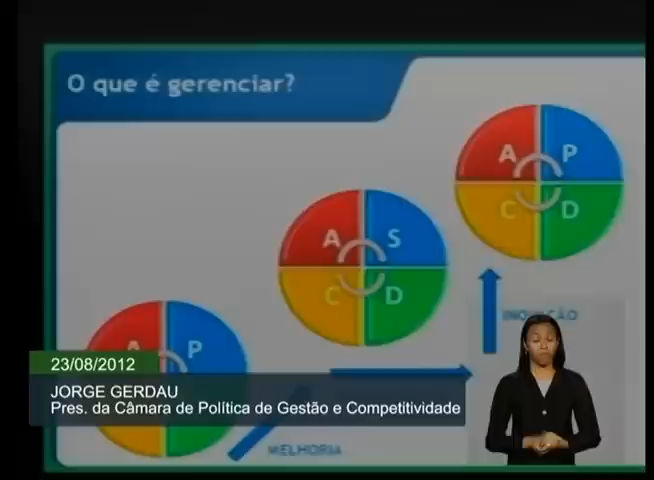 O que é gerenciar?
A P
C D
A S
C D
INOVAÇÃO
A P
23/08/2012
JORGE GERDAU
Pres. da Câmara de Política de Gestão e Competitividade
MELHORIA